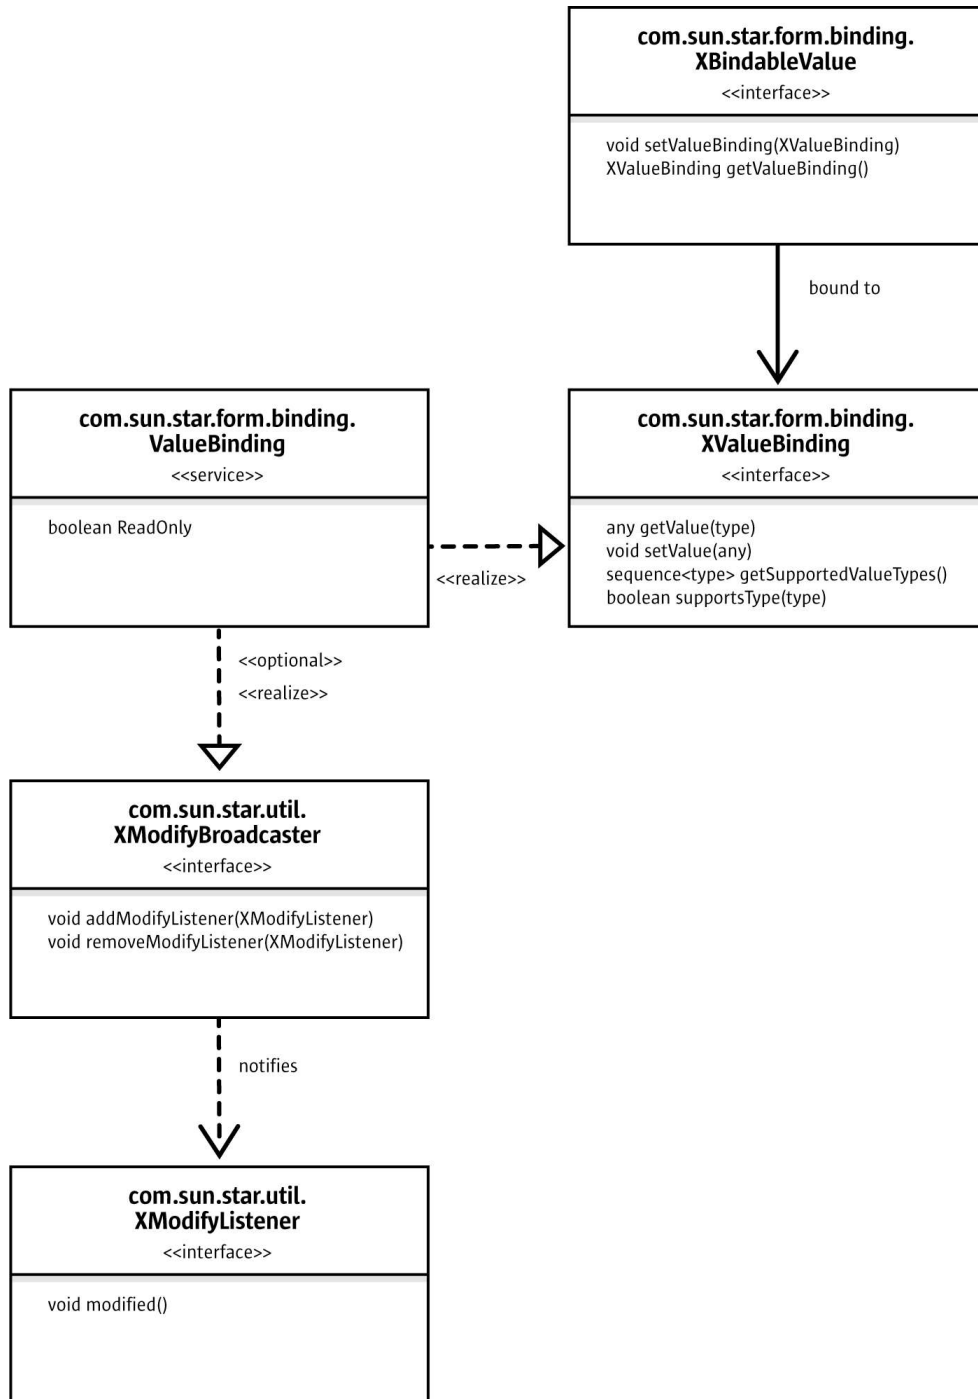 com.sun.star.form.binding.
XBindableValue
<<interface>>
void setValueBinding(XValueBinding)
XValueBinding getValueBinding()
bound to
com.sun.star.form.binding.
ValueBinding
<<service>>
boolean ReadOnly
<<realize>>
com.sun.star.form.binding.
XValueBinding
<<interface>>
any getValue(type)
void setValue(any)
sequence<type> getSupportedValueTypes()
boolean supportsType(type)
<<optional>>
<<realize>>
com.sun.star.util.
XModifyBroadcaster
<<interface>>
void addModifyListener(XModifyListener)
void removeModifyListener(XModifyListener)
notifies
com.sun.star.util.
XModifyListener
<<interface>>
void modified()